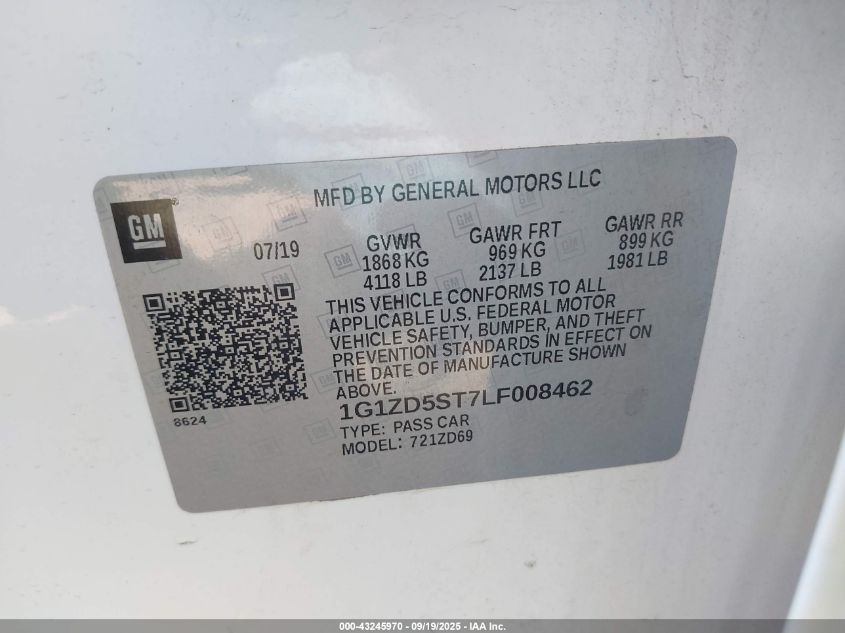 MFD BY GENERAL MOTORS LLC
GM®
07/19
GVWR
1868 KG
4118 LB
GAWR FRT
969 KG
2137 LB
GAWR RR
899 KG
1981 LB
THIS VEHICLE CONFORMS TO ALL
APPLICABLE U.S. FEDERAL MOTOR
VEHICLE SAFETY, BUMPER, AND THEFT
PREVENTION STANDARDS IN EFFECT ON
THE DATE OF MANUFACTURE SHOWN
ABOVE.
8624
1G1ZD5ST7LF008462
TYPE: PASS CAR
MODEL: 721ZD69
000-43245970 - 09/19/2025 - IAA Inc.